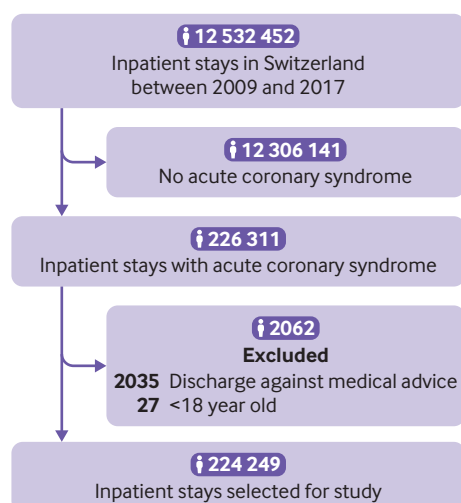 12 532 452
Inpatient stays in Switzerland
between 2009 and 2017
12 306 141
No acute coronary syndrome
226 311
Inpatient stays with acute coronary syndrome
2062
Excluded
2035 Discharge against medical advice
27 <18 year old
224 249
Inpatient stays selected for study